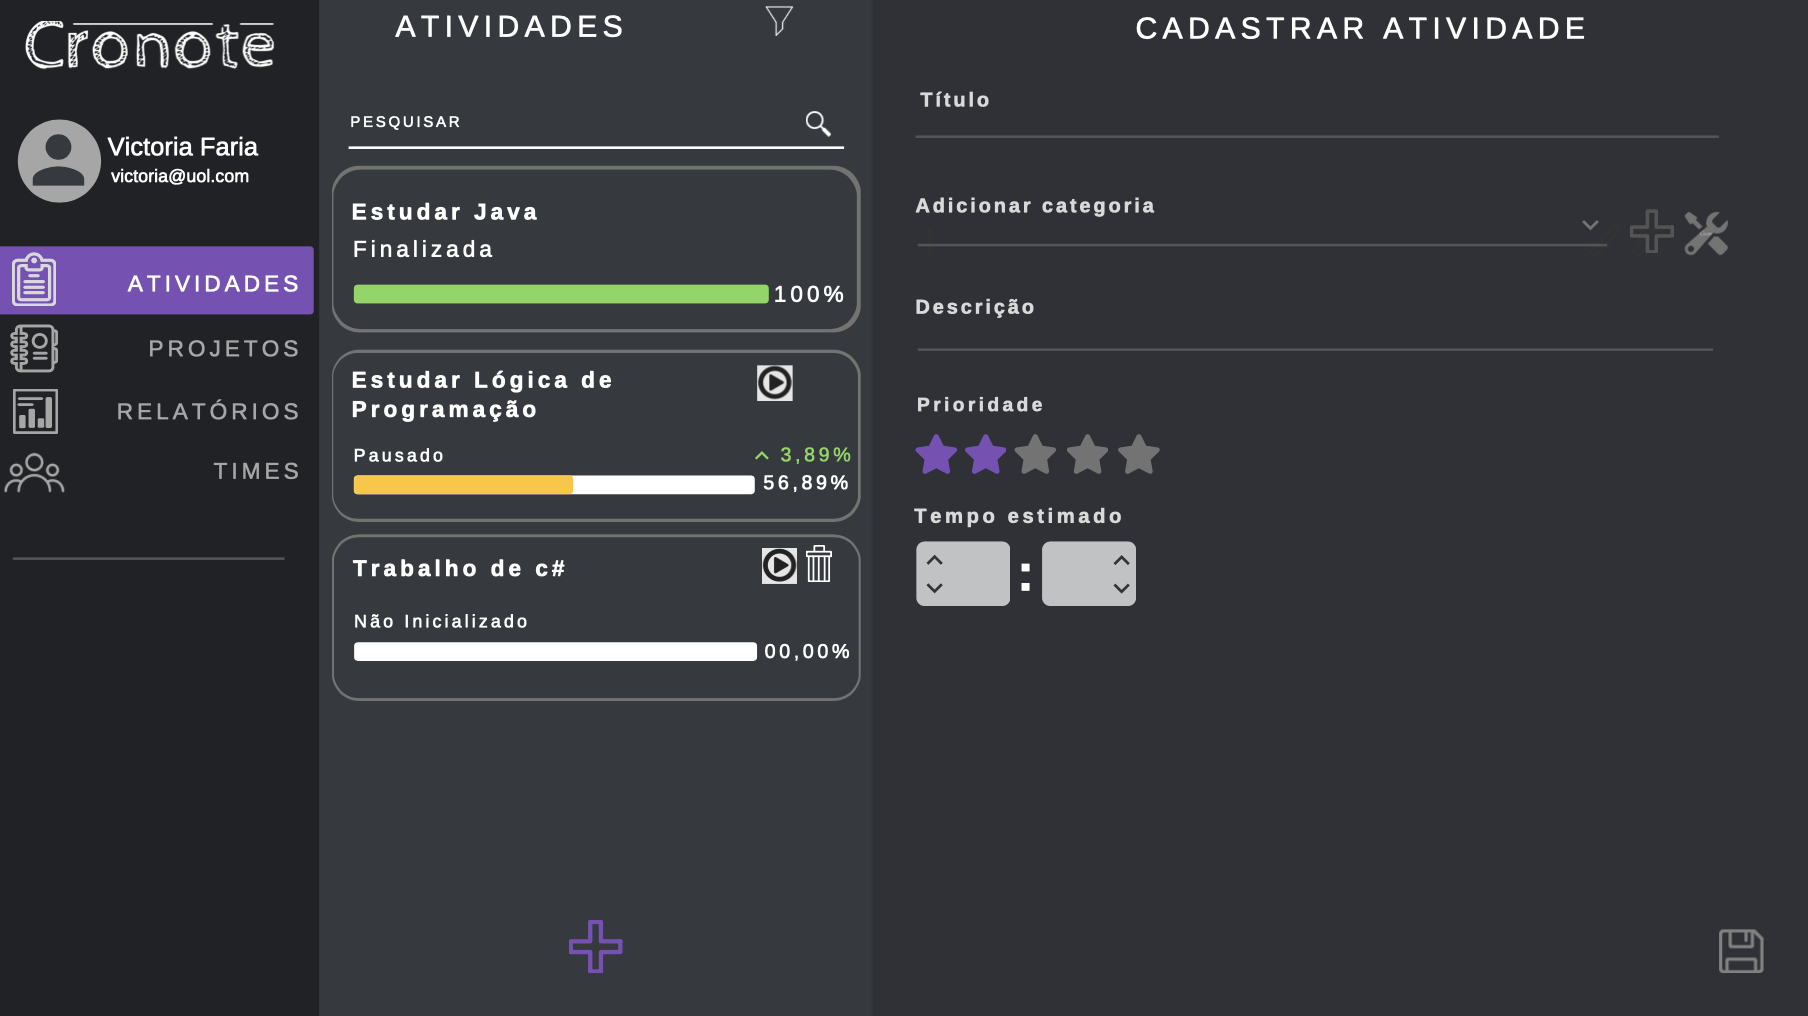 Cronote
Victoria Faria
victoria@uol.com
ATIVIDADES
PROJETOS
RELATÓRIOS
TIMES
ATIVIDADES
PESQUISAR
Estudar Java
Finalizada
100%
Estudar Lógica de
Programação
Pausado
3,89%
56,89%
Trabalho de c#
Não Inicializado
00,00%
CADASTRAR ATIVIDADE
Título
Adicionar categoria
Descrição
Prioridade
Tempo estimado
: